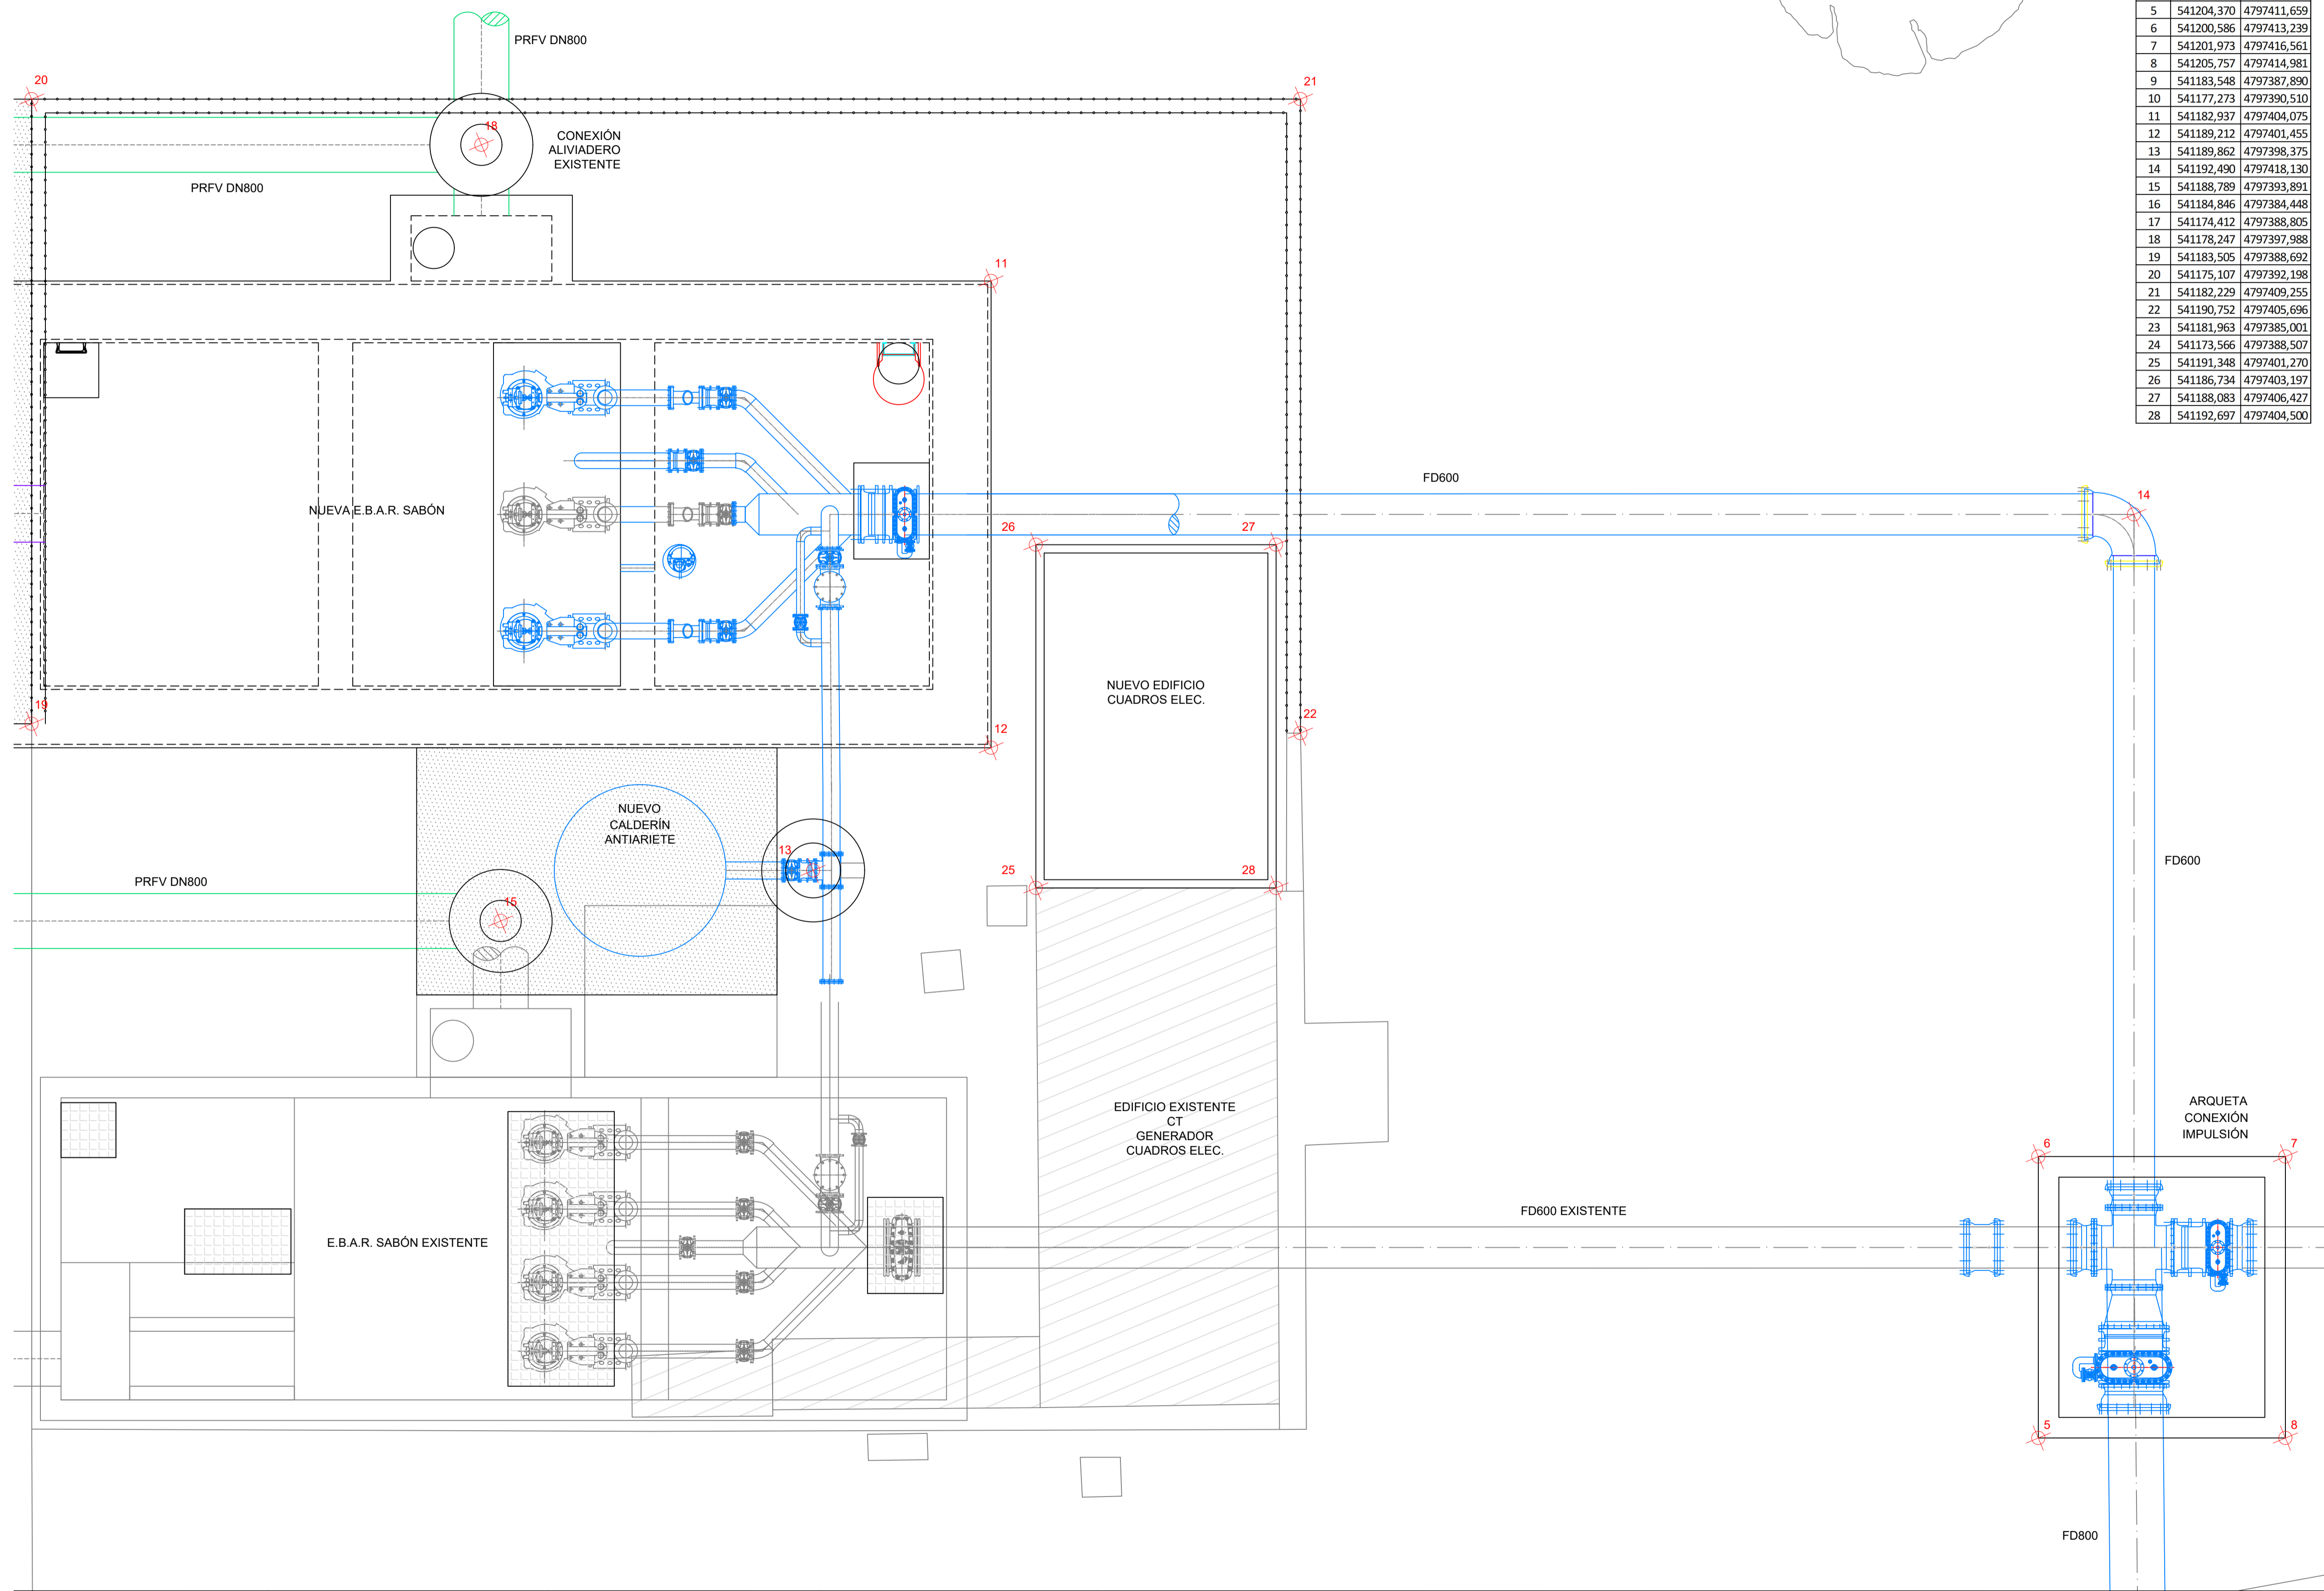 5 541204,370 4797411,659
6 541200,586 4797413,239
7 541201,973 4797416,561
8 541205,757 4797414,981
9 541183,548 4797387,890
10 541177,273 4797390,510
11 541182,937 4797404,075
12 541189,212 4797401,455
13 541189,862 4797398,375
14 541192,490 4797418,130
15 541188,789 4797393,891
16 541184,846 4797384,448
17 541174,412 4797388,805
18 541178,247 4797397,988
19 541183,505 4797388,692
20 541175,107 4797392,198
21 541182,229 4797409,255
22 541190,752 4797405,696
23 541181,963 4797385,001
24 541173,566 4797388,507
25 541191,348 4797401,270
26 541186,734 4797403,197
27 541188,083 4797406,427
28 541192,697 4797404,500
PRFV DN800
20
21
18
CONEXIÓN
ALIVIADERO
EXISTENTE
PRFV DN800
11
FD600
14
NUEVA E.B.A.R. SABÓN
26
27
NUEVO EDIFICIO
CUADROS ELEC.
19
22
12
NUEVO
CALDERÍN
ANTIARIETE
13
FD600
25
28
PRFV DN800
15
ARQUETA
CONEXIÓN
IMPULSIÓN
EDIFICIO EXISTENTE
CT
GENERADOR
CUADROS ELEC.
6
7
FD600 EXISTENTE
E.B.A.R. SABÓN EXISTENTE
5
8
FD800